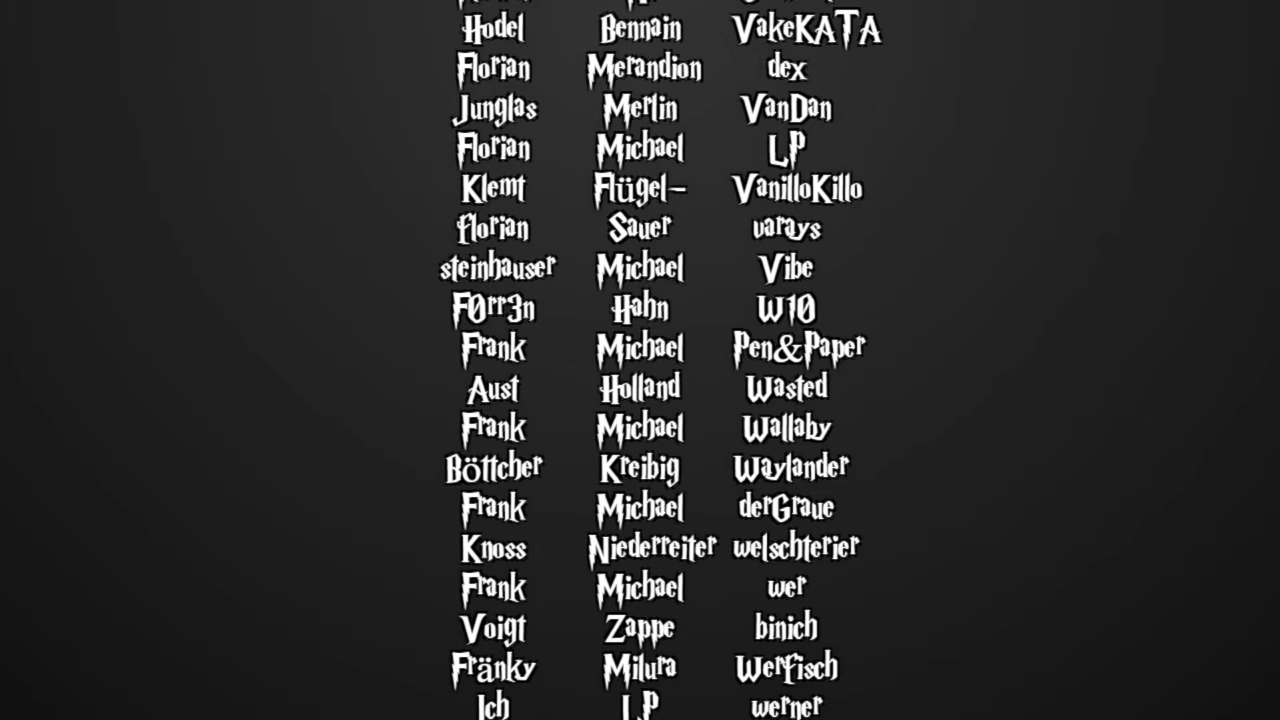 Hodel Bennain VakeKATA
Florian Merandion dex
Junglas Merlin VanDan
Florian Michael LP
Klemt Flügel- VanilloKillo
florian Sauer varays
steinhauser Michael Vibe
F0rr3n Hahn W10
Frank Michael Pen&Paper
Aust Holland Wasted
Frank Michael Wallaby
Böttcher Kreibig Waylander
Frank Michael derGraue
Knoss Niederreiter welschterier
Frank Michael wer
Voigt Zappe binich
Fränky Milura Werfisch
Ich LP werner